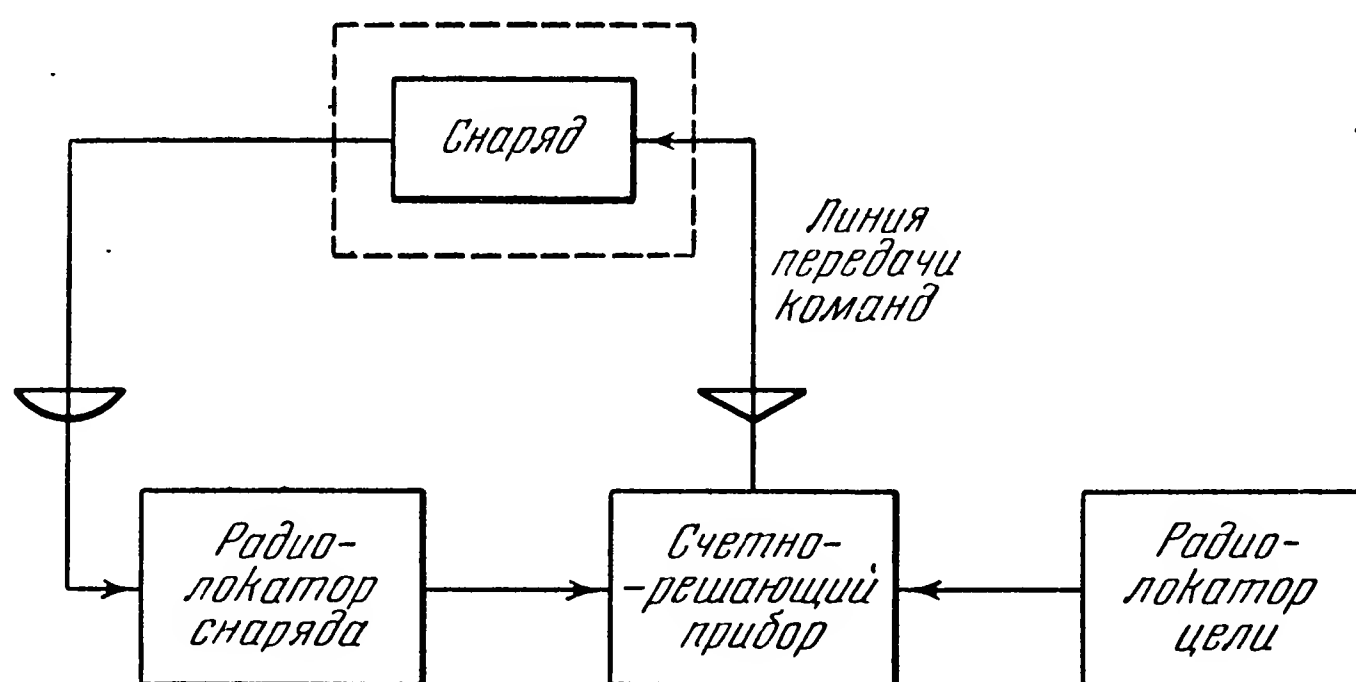 Снаряд
Линия
передачи
команд
Радио-
локатор
снаряда
Счетно-
-решающий
прибор
Радио-
локатор
цели